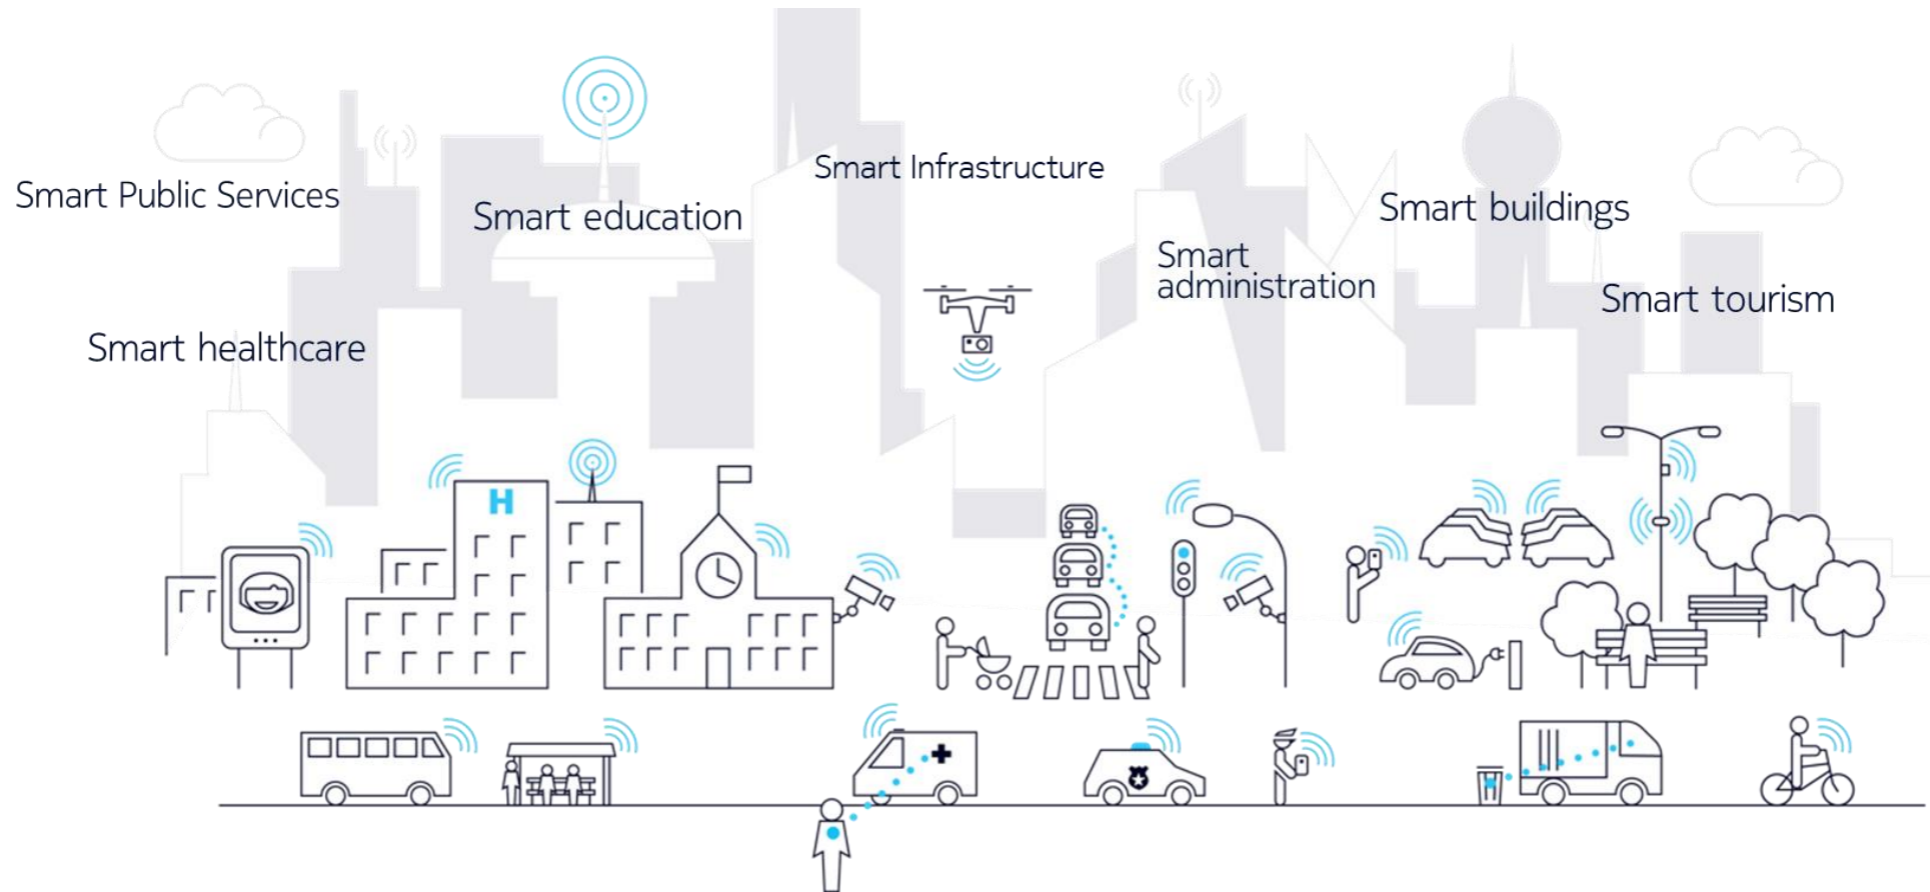 Smart Infrastructure
Smart Public Services
Smart education
Smart buildings
Smart
administration
Smart tourism
Smart healthcare
H